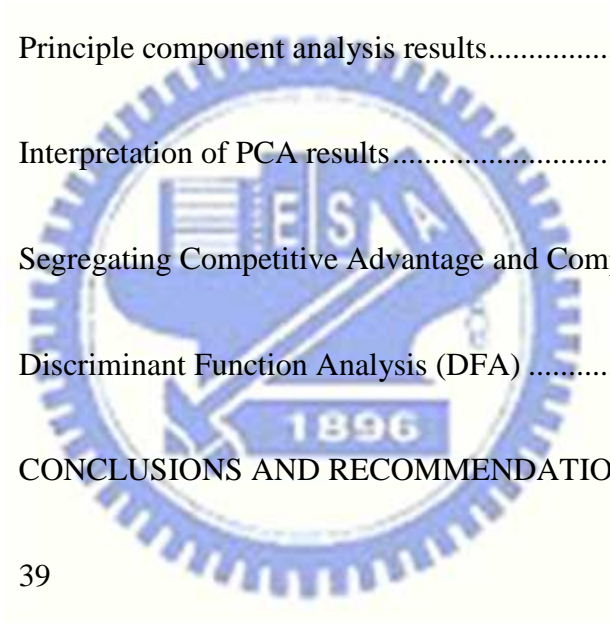 Principle component analysis results...............
Interpretation of PCA results...........................
E S A
Segregating Competitive Advantage and Com
Discriminant Function Analysis (DFA) ..........
1896
CONCLUSIONS AND RECOMMENDATIO
39